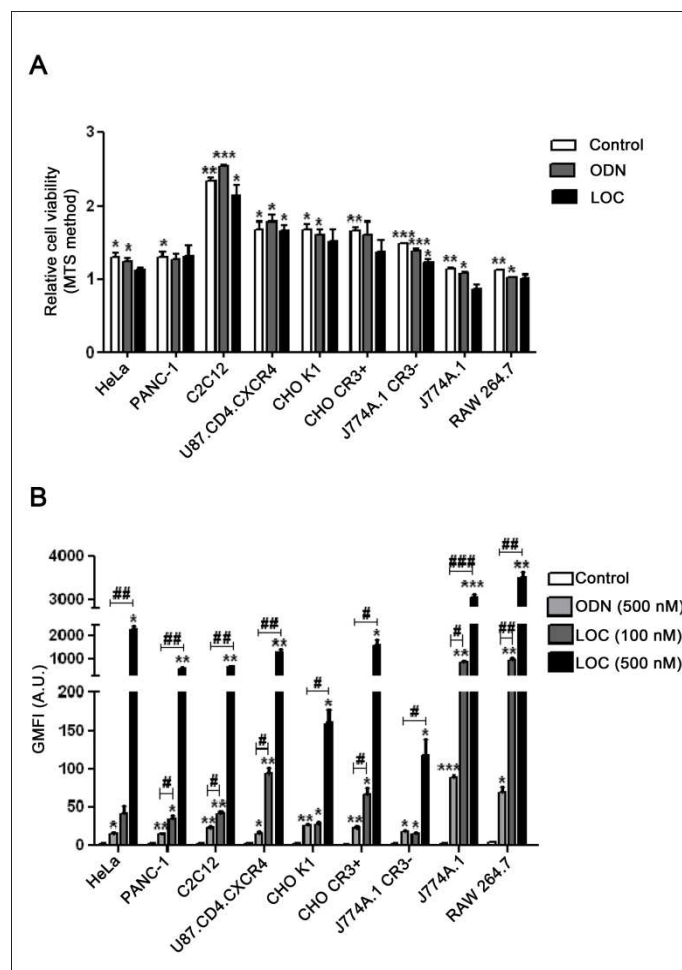 A
3
2
1
0
Relative cell viability
(MTS method)
* * * ** *** * * * * * * ** *** *** * ** * ** *
Control
ODN
LOC
HeLa
PANC-1
C2C12
U87.CD4.CXCR4
CHO K1
CHO CR3+
J774A.1 CR3-
J774A.1
RAW 264.7
B
4000
3000
2000
1000
200
150
100
50
0
GMFI (A.U.)
## ## ## ## # # # ### ##
* ** ** ** * * * *** **
# # # # # ##
* ** * ** ** * ** ** * ** * * * *** ** * **
Control
ODN (500 nM)
LOC (100 nM)
LOC (500 nM)
HeLa
PANC-1
C2C12
U87.CD4.CXCR4
CHO K1
CHO CR3+
J774A.1 CR3-
J774A.1
RAW 264.7